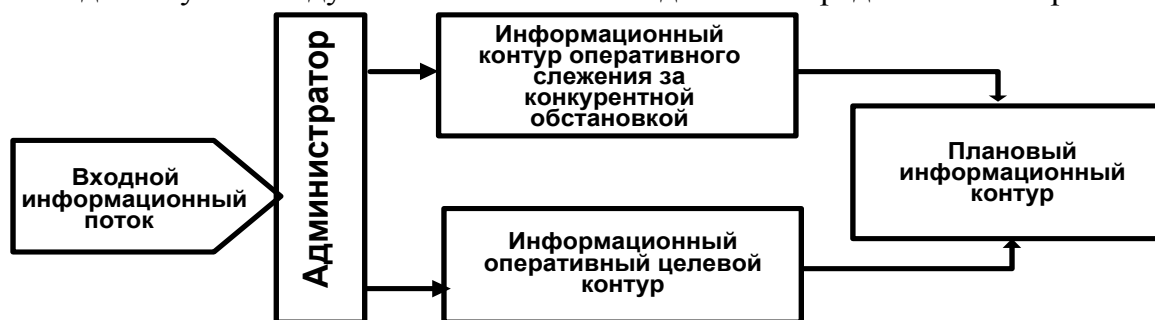 Информационный
контур оперативного
слежения за
конкурентной
обстановкой
Администратор
Входной
информационный
поток
Плановый
информационный
контур
Информационный
оперативный целевой
контур